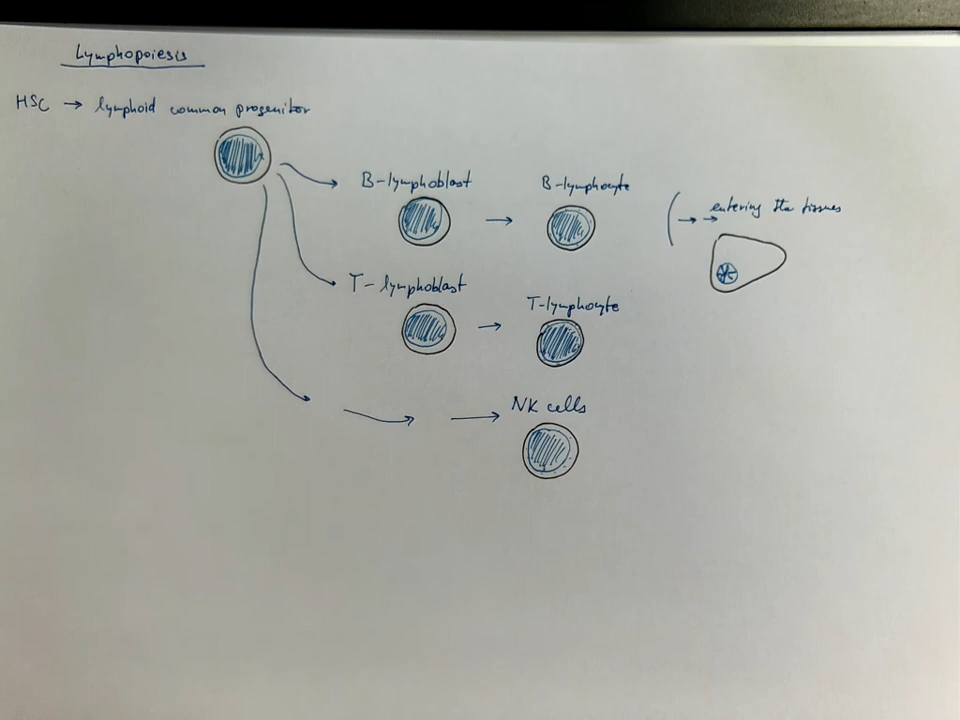 Lymphopoiesis
HSC → lymphoid common progenitor
B-lymphoblast → B-lymphocyte (→→ entering the tissues
T-lymphoblast → T-lymphocyte
NK cells